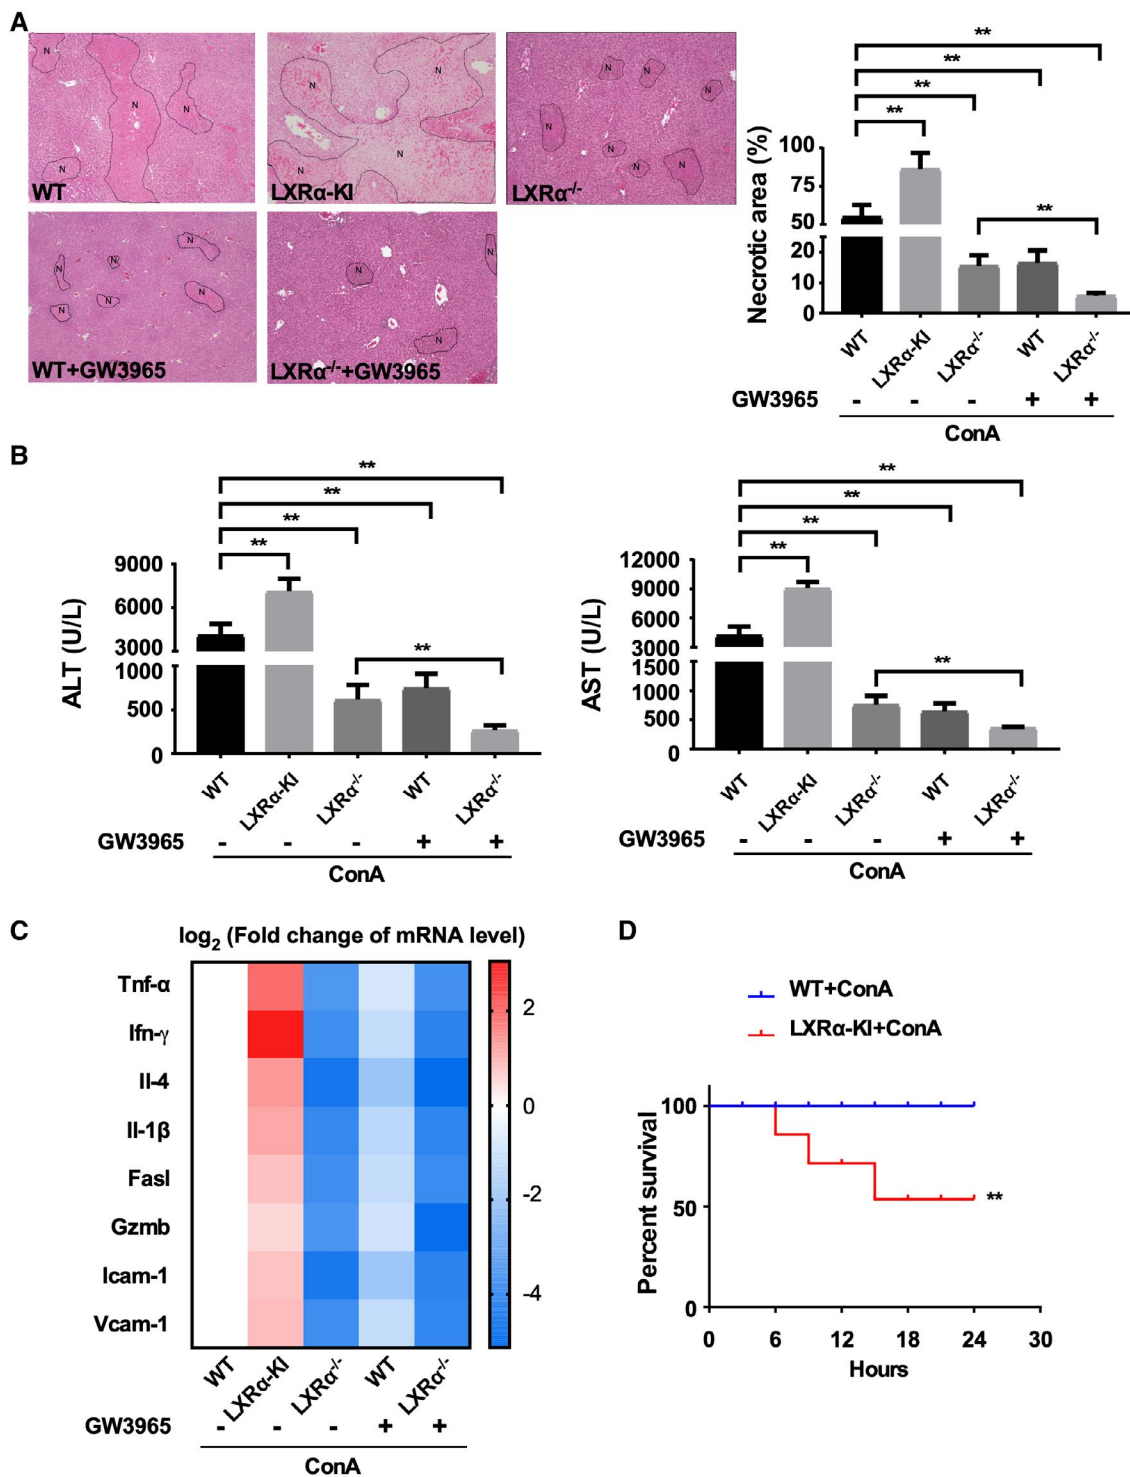 A
N
N
N
N
WT
N
N
N
N
LXRα-KI
N
N
N
N
N
N
N
LXRα-/-
N
N
N
N
N
WT+GW3965
N
N
N
LXRα-/-+GW3965
**
**
**
**
**
Necrotic area (%)
100
75
50
20
10
0
WT
LXRα-KI
LXRα-/-
WT
LXRα-/-
GW3965 - - - + +
ConA
B
**
**
**
**
**
ALT (U/L)
9000
6000
3000
1000
500
0
WT
LXRα-KI
LXRα-/-
WT
LXRα-/-
GW3965 - - - + +
ConA
**
**
**
**
**
AST (U/L)
12000
9000
6000
3000
1500
1000
500
0
WT
LXRα-KI
LXRα-/-
WT
LXRα-/-
GW3965 - - - + +
ConA
C
log2 (Fold change of mRNA level)
Tnf-α
Ifn-γ
Il-4
Il-1β
Fasl
Gzmb
Icam-1
Vcam-1
2
0
-2
-4
WT
LXRα-KI
LXRα-/-
WT
LXRα-/-
GW3965 - - - + +
ConA
D
WT+ConA
LXRα-KI+ConA
Percent survival
100
50
0
**
0 6 12 18 24 30
Hours